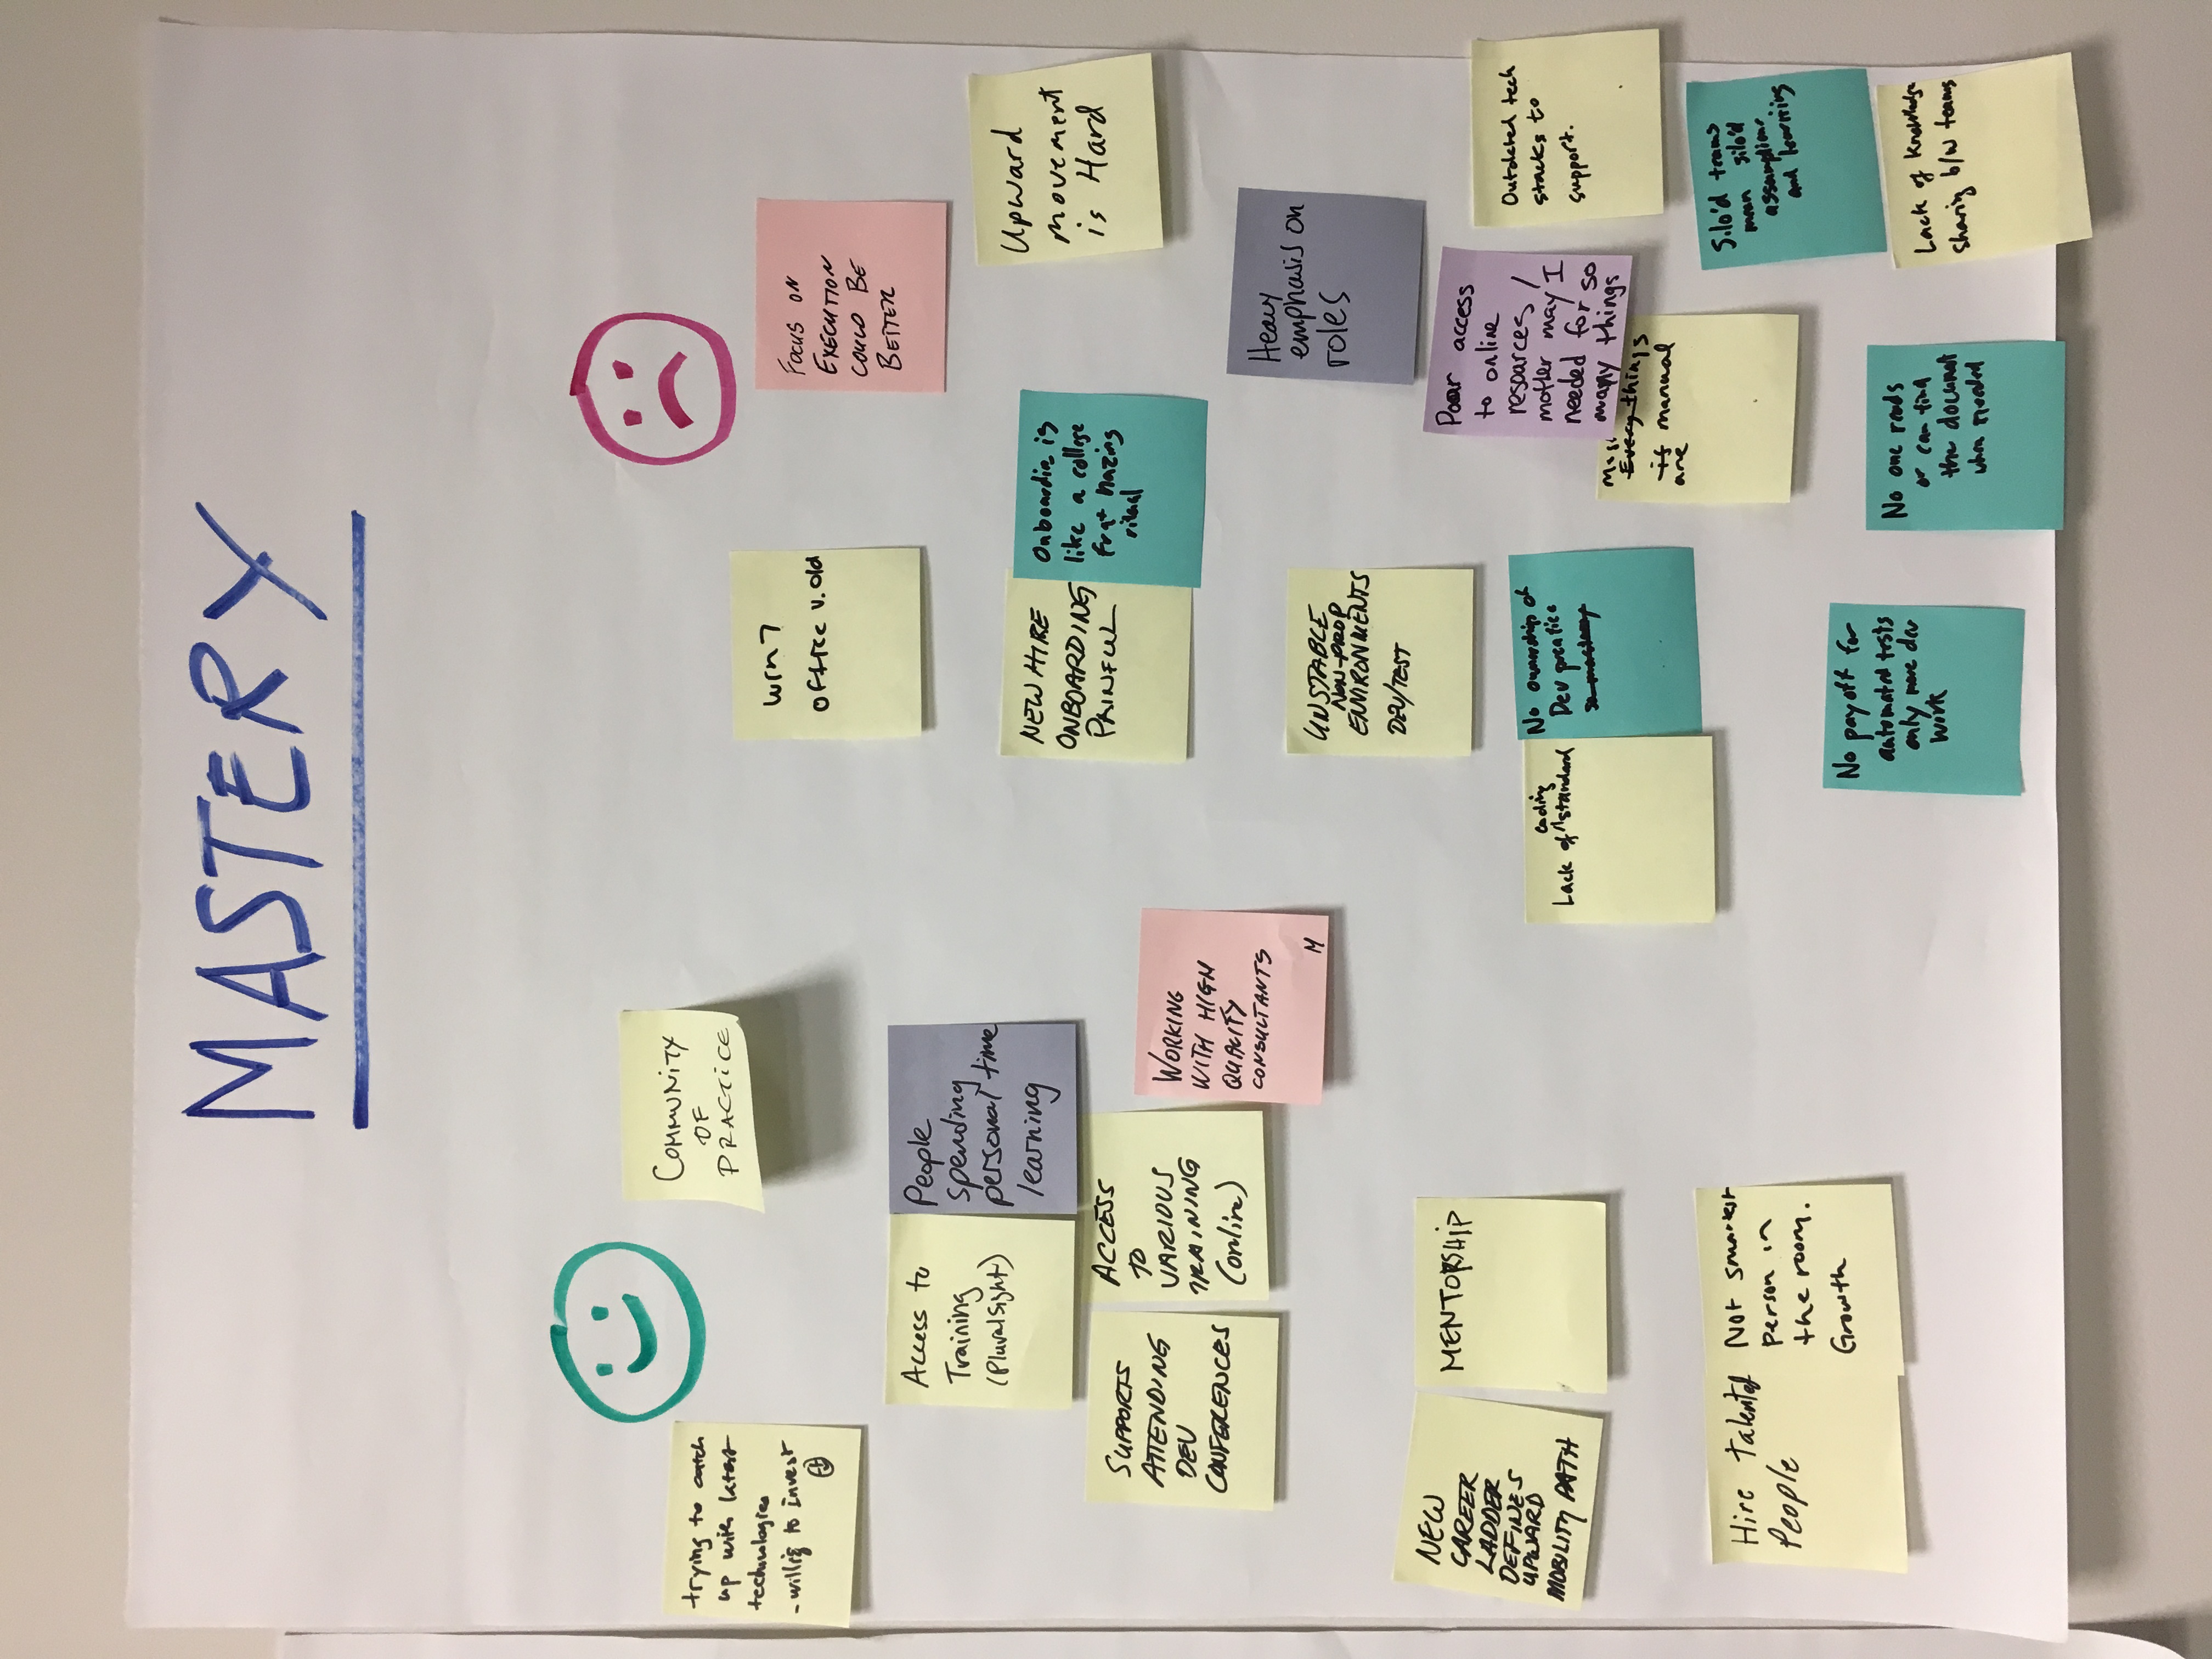 MASTERY
trying to catch
up with latest
technologies
- willig to Invest
COMMUNITY
OF
PRACTICE
Access to
Training
(Pluralsight)
People
spending
personal time
learning
SUPPORTS
ATTENDING
DEV
CONFERENCES
ACCESS
TO
VARIOUS
TRAINING
(online)
WORKING
WITH HIGH
QUALITY
CONSULTANTS
M
NEW
CAREER
LADDER
DEFINES
UPWARD
MOBILITY PATH
MENTORSHIP
Hire talented
People
Not smartest
person in
the room.
Growth
win7
office v.old
FOCUS ON
EXECUTION
COULD BE
BETTER
NEW HIRE
ONBOARDING
PAINFUL
Onboardin is
like a college
frat hazing
ritual
Upward
movement
is Hard
Heavy
emphasis on
roles
UNSTABLE
NON-PROD
ENVIRONMENTS
DEV/TEST
Poor access
to online
resources /
mother may I
needed for so
many things
Outdated tech
stacks to
support.
coding
Lack of standard
No ownership of
Dev practice
so mastery
Every things
is manual
are
Silo'd teams
mean silo'd
assumptions
and learning
No payoff for
automated tests
only more dev
work
No one reads
or can find
the document
when needed
Lack of knowledge
sharing b/w teams